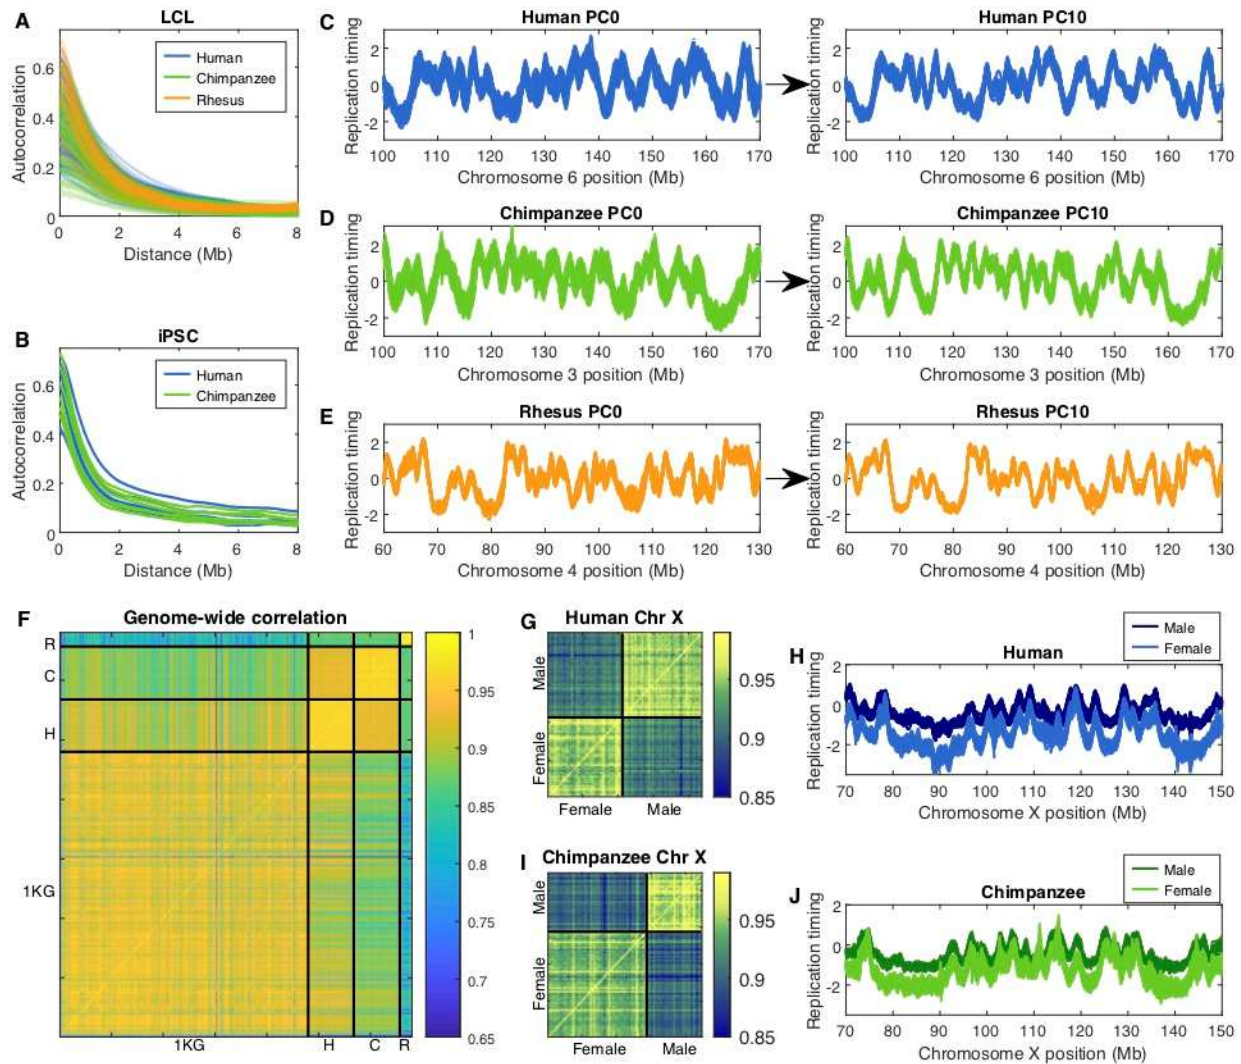 A
LCL
Autocorrelation
0.6
0.4
0.2
0
Human
Chimpanzee
Rhesus
0 2 4 6 8
Distance (Mb)
B
iPSC
Autocorrelation
0.6
0.4
0.2
0
Human
Chimpanzee
0 2 4 6 8
Distance (Mb)
C
Human PC0
Replication timing
2
0
-2
100 110 120 130 140 150 160 170
Chromosome 6 position (Mb)
Human PC10
Replication timing
2
0
-2
100 110 120 130 140 150 160 170
Chromosome 6 position (Mb)
D
Chimpanzee PC0
Replication timing
2
0
-2
100 110 120 130 140 150 160 170
Chromosome 3 position (Mb)
Chimpanzee PC10
Replication timing
2
0
-2
100 110 120 130 140 150 160 170
Chromosome 3 position (Mb)
E
Rhesus PC0
Replication timing
2
0
-2
60 70 80 90 100 110 120 130
Chromosome 4 position (Mb)
Rhesus PC10
Replication timing
2
0
-2
60 70 80 90 100 110 120 130
Chromosome 4 position (Mb)
F
Genome-wide correlation
R
C
H
1KG
1KG H C R
1
0.95
0.9
0.85
0.8
0.75
0.7
0.65
G
Human Chr X
Male
Female
Female Male
0.95
0.9
0.85
H
Human
Male
Female
Replication timing
0
-2
70 80 90 100 110 120 130 140 150
Chromosome X position (Mb)
I
Chimpanzee Chr X
Male
Female
Female Male
0.95
0.9
0.85
J
Chimpanzee
Male
Female
Replication timing
2
0
-2
70 80 90 100 110 120 130 140 150
Chromosome X position (Mb)